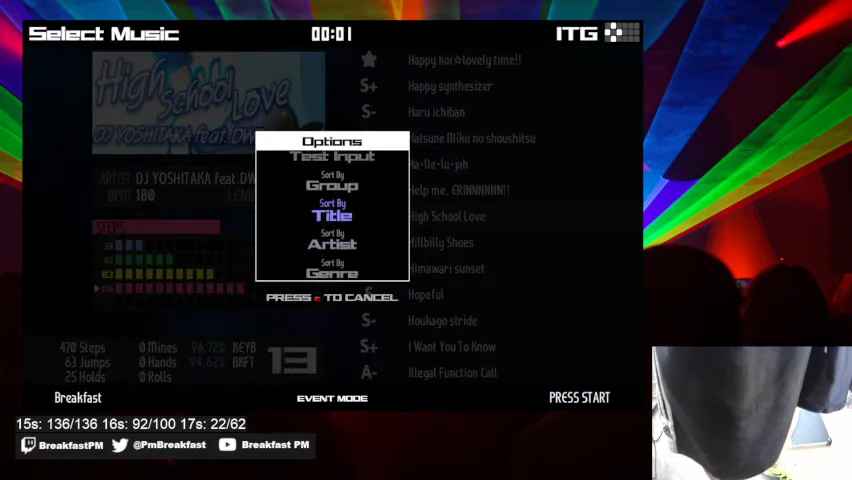 Select Music
00:01
ITG
High School Love
DJ YOSHITAKA feat.
ARTIST DJ YOSHITAKA feat.DW
BPM 180
STEPS
3
6
10
470 Steps
0 Mines
96.72% KEYB
63 Jumps
0 Hands
94.62% BKFT
25 Holds
0 Rolls
13
Options
Test Input
Sort By
Group
Sort By
Title
Sort By
Artist
Sort By
Genre
PRESS TO CANCEL
Happy koi☆lovely time!!
S+ Happy synthesizer
S- Haru ichiban
Hatsune Miku no shoushitsu
Ha•lle•lu•jah
Help me, ERINNNNNN!!
High School Love
Hillbilly Shoes
Himawari sunset
Hopeful
S- Houkago stride
S+ I Want You To Know
A- Illegal Function Call
Breakfast
EVENT MODE
PRESS START
15s: 136/136 16s: 92/100 17s: 22/62
BreakfastPM
@PmBreakfast
Breakfast PM